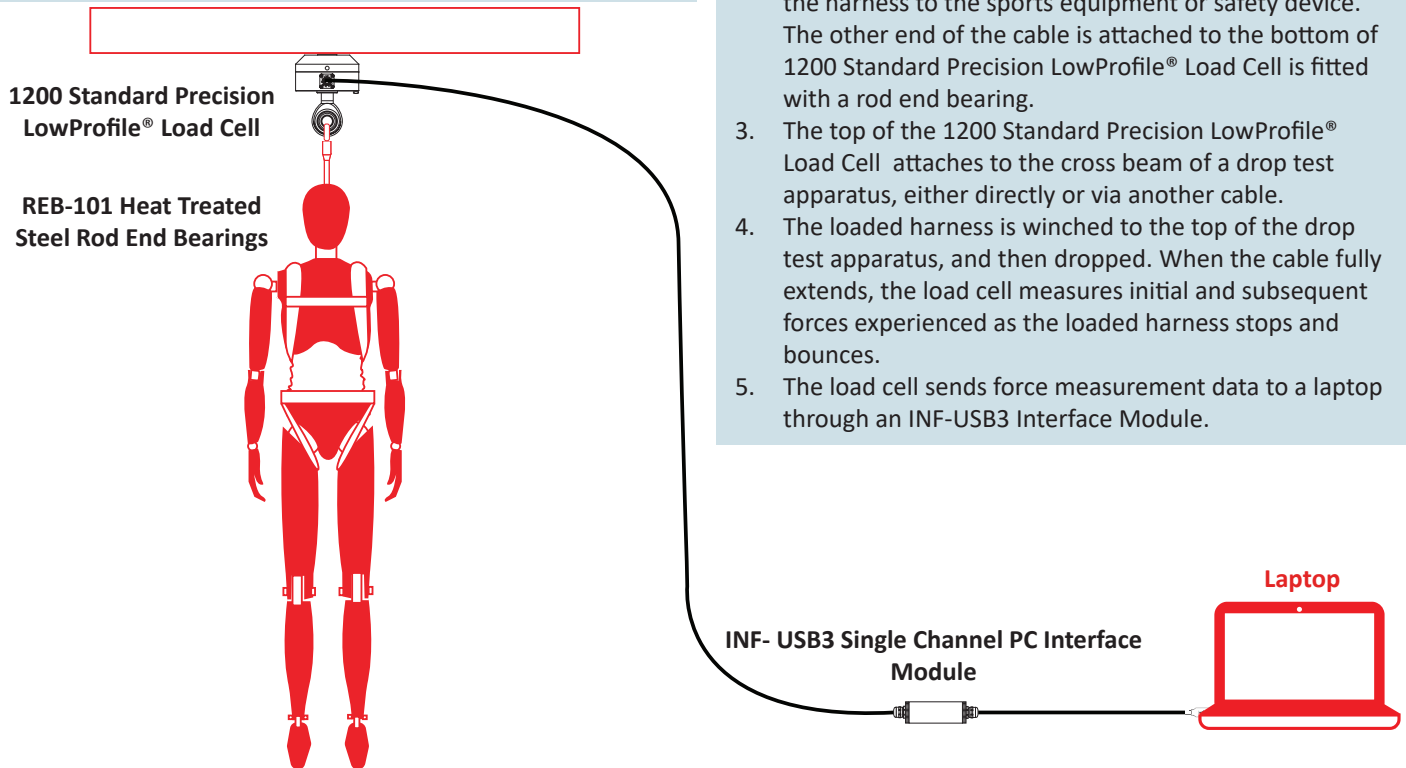 the harness to the sports equipment or safety device.
The other end of the cable is attached to the bottom of
1200 Standard Precision LowProfile® Load Cell is fitted
with a rod end bearing.
3. The top of the 1200 Standard Precision LowProfile®
Load Cell attaches to the cross beam of a drop test
apparatus, either directly or via another cable.
4. The loaded harness is winched to the top of the drop
test apparatus, and then dropped. When the cable fully
extends, the load cell measures initial and subsequent
forces experienced as the loaded harness stops and
bounces.
5. The load cell sends force measurement data to a laptop
through an INF-USB3 Interface Module.
1200 Standard Precision
LowProfile® Load Cell
REB-101 Heat Treated
Steel Rod End Bearings
INF- USB3 Single Channel PC Interface
Module
Laptop